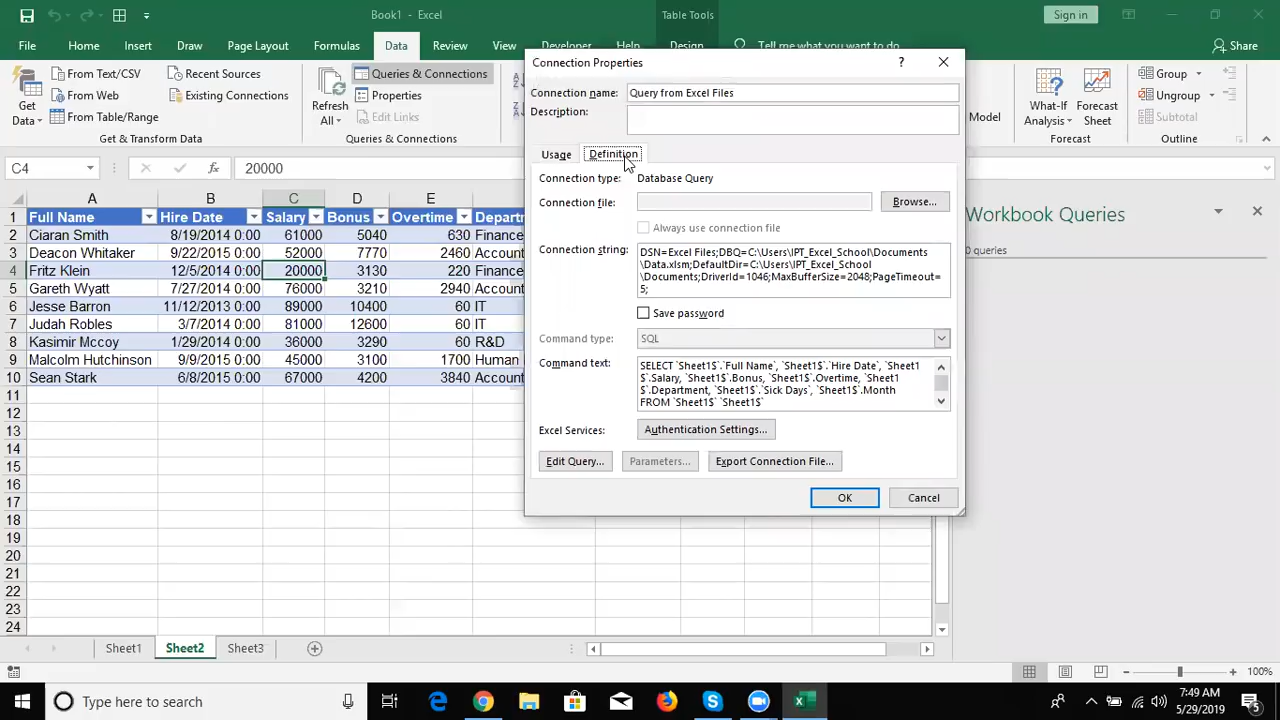 Book1 - Excel
Table Tools
Sign in
File
Home
Insert
Draw
Page Layout
Formulas
Data
Review
View
Developer
Help
Design
Tell me what you want to do
Share
Get
Data
From Text/CSV
From Web
From Table/Range
Recent Sources
Existing Connections
Get & Transform Data
Refresh
All
Queries & Connections
Properties
Edit Links
Queries & Connections
Model
What-If
Analysis
Forecast
Sheet
Forecast
Group
Ungroup
Subtotal
Outline
C4
fx
20000
A B C D E
1 Full Name Hire Date Salary Bonus Overtime Depart
2 Ciaran Smith 8/19/2014 0:00 61000 5040 630 Finance
3 Deacon Whitaker 9/22/2015 0:00 52000 7770 2460 Account
4 Fritz Klein 12/5/2014 0:00 20000 3130 220 Finance
5 Gareth Wyatt 7/27/2014 0:00 76000 3210 2940 Account
6 Jesse Barron 11/12/2013 0:00 89000 10400 60 IT
7 Judah Robles 3/7/2014 0:00 81000 12600 60 IT
8 Kasimir Mccoy 1/29/2014 0:00 36000 3290 60 R&D
9 Malcolm Hutchinson 9/9/2015 0:00 45000 3100 1700 Human
10 Sean Stark 6/8/2015 0:00 67000 4200 3840 Account
11
12
13
14
15
16
17
18
19
20
21
22
23
24
Connection Properties
?
Connection name: Query from Excel Files
Description:
Usage
Definition
Connection type: Database Query
Connection file:
Browse...
Always use connection file
Connection string: DSN=Excel Files;DBQ=C:\Users\IPT_Excel_School\Documents
\Data.xlsm;DefaultDir=C:\Users\IPT_Excel_School
\Documents;DriverId=1046;MaxBufferSize=2048;PageTimeout=
5;
Save password
Command type: SQL
Command text: SELECT `Sheet1$`.`Full Name`, `Sheet1$`.`Hire Date`, `Sheet1
$`.Salary, `Sheet1$`.Bonus, `Sheet1$`.Overtime, `Sheet1
$`.Department, `Sheet1$`.`Sick Days`, `Sheet1$`.Month
FROM `Sheet1$` `Sheet1$`
Excel Services: Authentication Settings...
Edit Query...
Parameters...
Export Connection File...
OK
Cancel
Workbook Queries
0 queries
Sheet1
Sheet2
Sheet3
100%
Type here to search
7:49 AM
5/29/2019
5